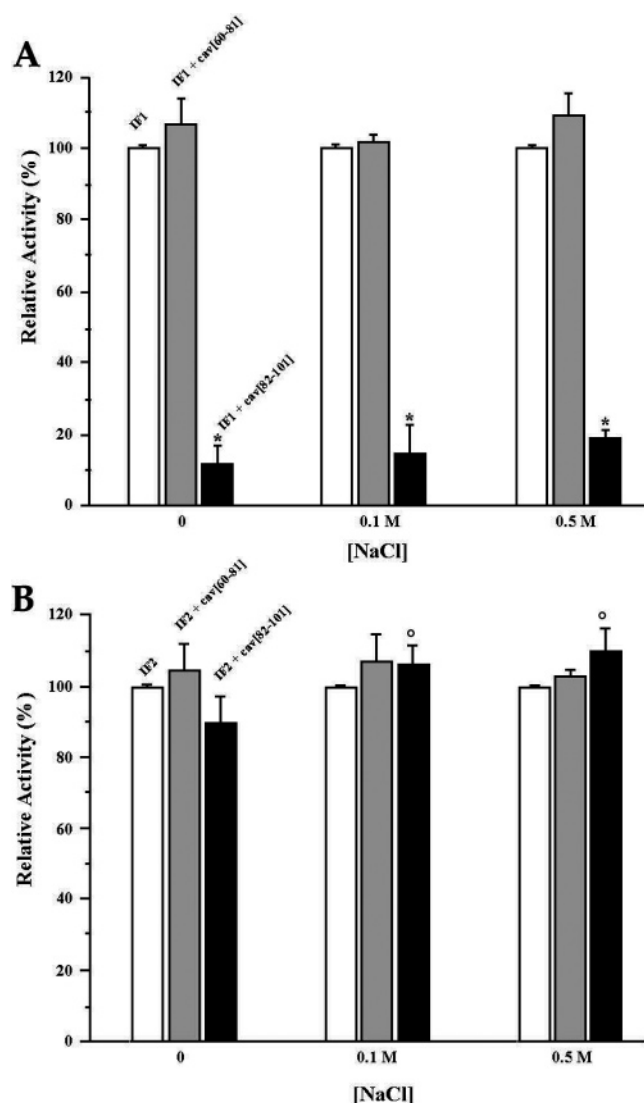 A
IF1
IF1 + cav[60-81]
IF1 + cav[82-101]
Relative Activity (%)
120
100
80
60
40
20
0
*
*
*
0
0.1 M
0.5 M
[NaCl]
B
IF2
IF2 + cav[60-81]
IF2 + cav[82-101]
Relative Activity (%)
120
100
80
60
40
20
0
°
°
0
0.1 M
0.5 M
[NaCl]